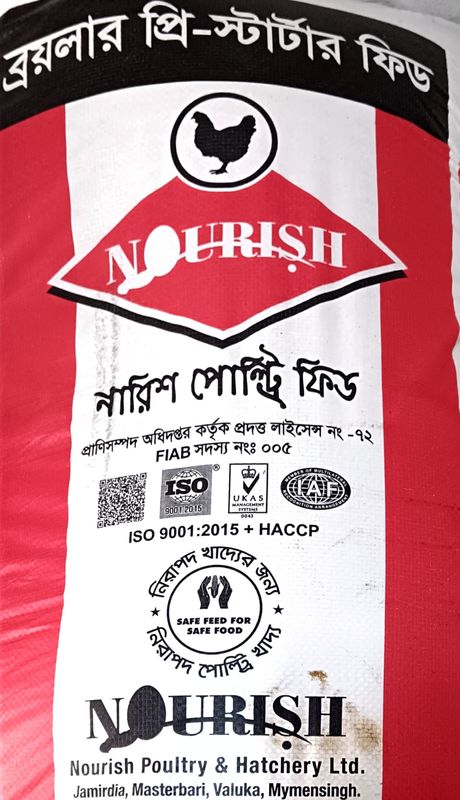 ব্রয়লার প্রি-স্টার্টার ফিড
NOURISH
নারিশ পোল্ট্রি ফিড
প্রাণিসম্পদ অধিদপ্তর কর্তৃক প্রদত্ত লাইসেন্স নং -৭২
FIAB সদস্য নংঃ ০০৫
ISO
9001:2015
UKAS
MANAGEMENT
SYSTEMS
0043
IAF
ISO 9001:2015 + HACCP
নিরাপদ খাদ্যের জন্য
SAFE FEED FOR
SAFE FOOD
নিরাপদ পোল্ট্রি খাদ্য
NOURISH
Nourish Poultry & Hatchery Ltd.
Jamirdia, Masterbari, Valuka, Mymensingh.